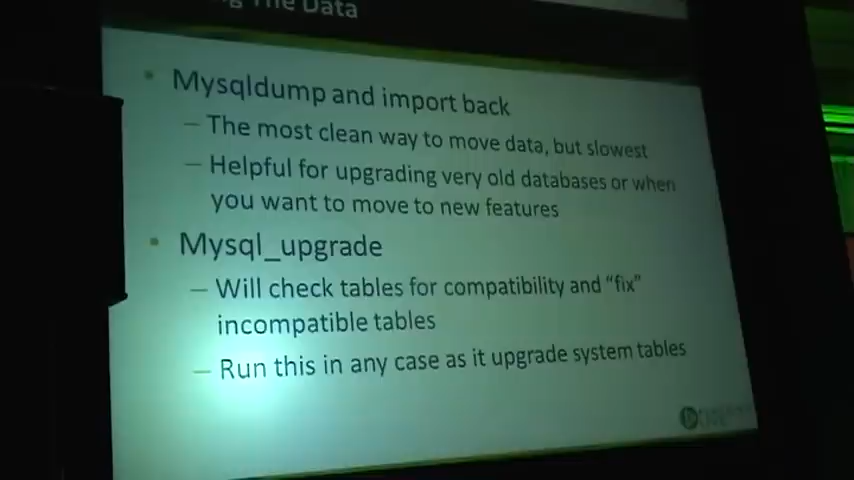 The Data
• Mysqldump and import back
– The most clean way to move data, but slowest
– Helpful for upgrading very old databases or when
you want to move to new features
• Mysql_upgrade
– Will check tables for compatibility and “fix”
incompatible tables
– Run this in any case as it upgrade system tables